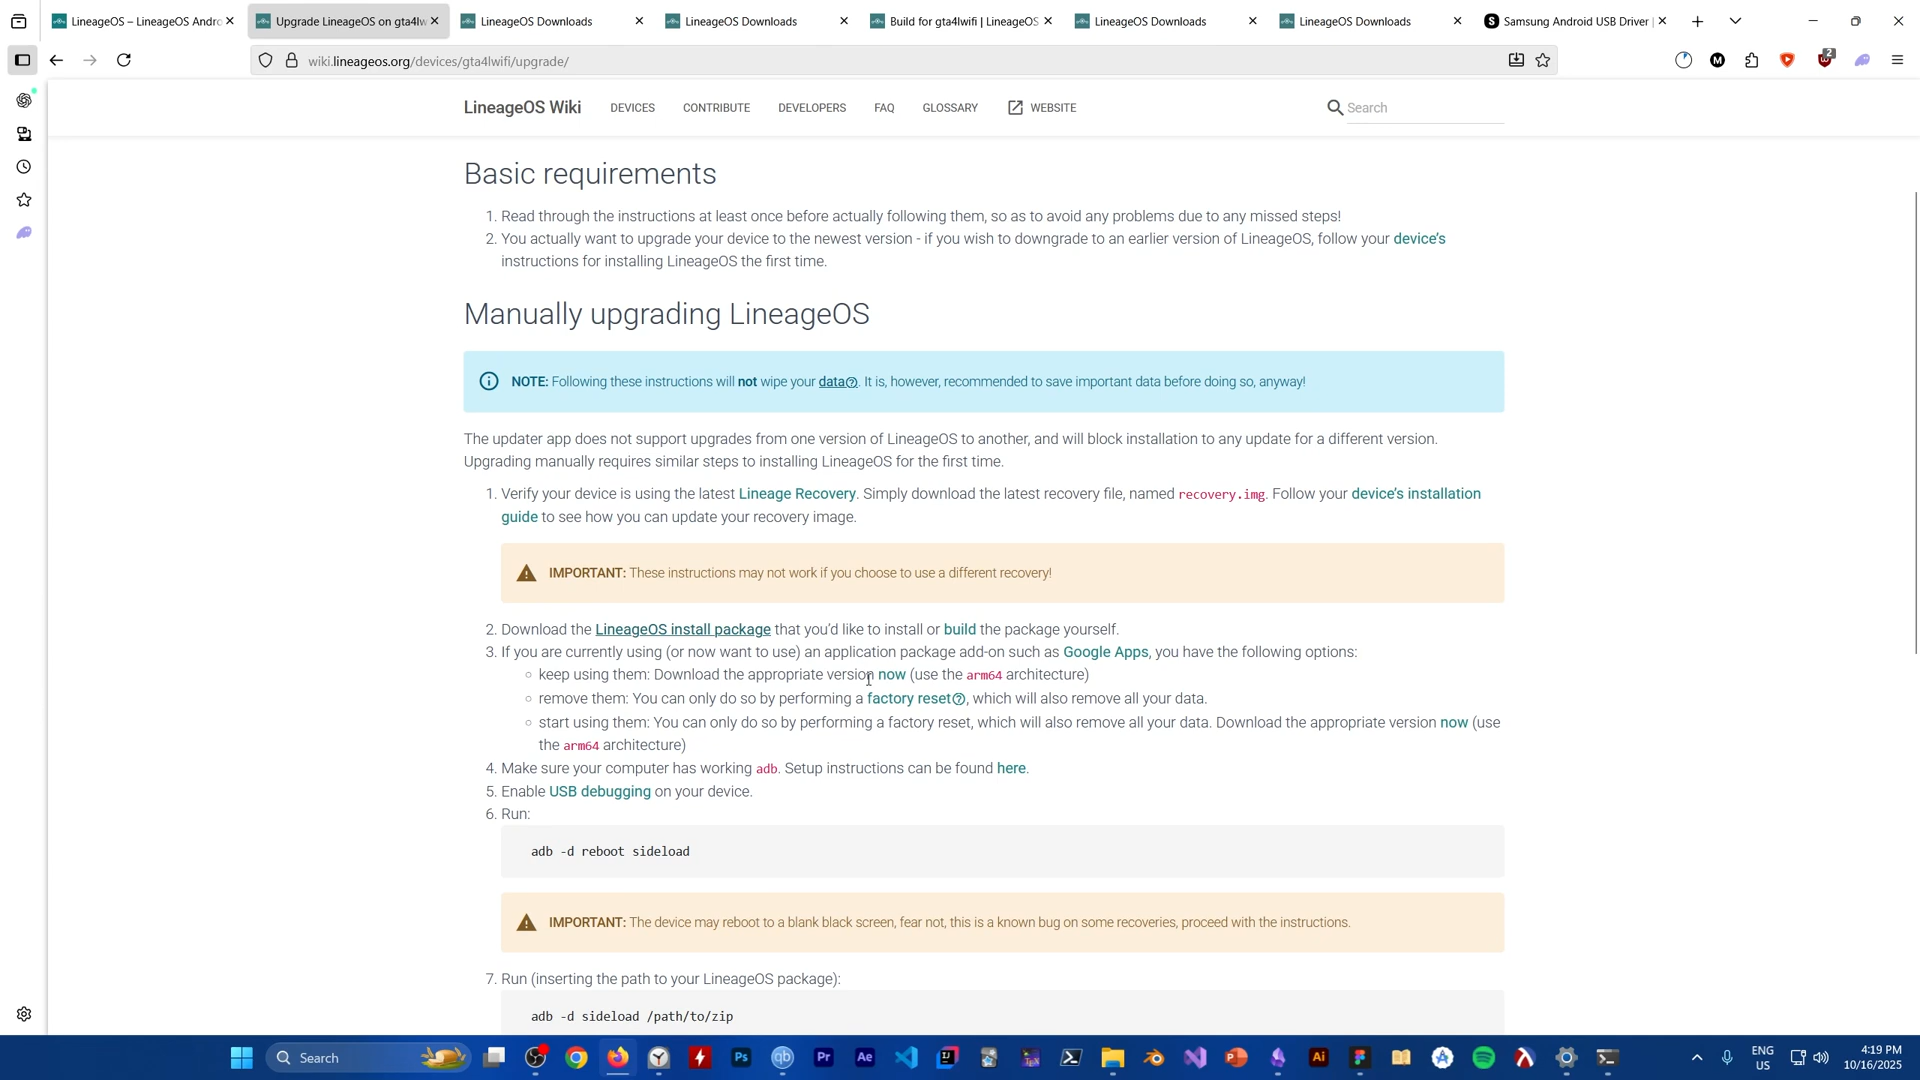 LineageOS – LineageOS Andro
Upgrade LineageOS on gta4lw
LineageOS Downloads
LineageOS Downloads
Build for gta4lwifi | LineageOS
LineageOS Downloads
LineageOS Downloads
Samsung Android USB Driver |
wiki.lineageos.org/devices/gta4lwifi/upgrade/
2
LineageOS Wiki
DEVICES
CONTRIBUTE
DEVELOPERS
FAQ
GLOSSARY
WEBSITE
Search
Basic requirements
1. Read through the instructions at least once before actually following them, so as to avoid any problems due to any missed steps!
2. You actually want to upgrade your device to the newest version - if you wish to downgrade to an earlier version of LineageOS, follow your device's
instructions for installing LineageOS the first time.
Manually upgrading LineageOS
NOTE: Following these instructions will not wipe your data. It is, however, recommended to save important data before doing so, anyway!
The updater app does not support upgrades from one version of LineageOS to another, and will block installation to any update for a different version.
Upgrading manually requires similar steps to installing LineageOS for the first time.
1. Verify your device is using the latest Lineage Recovery. Simply download the latest recovery file, named recovery.img. Follow your device's installation
guide to see how you can update your recovery image.
IMPORTANT: These instructions may not work if you choose to use a different recovery!
2. Download the LineageOS install package that you'd like to install or build the package yourself.
3. If you are currently using (or now want to use) an application package add-on such as Google Apps, you have the following options:
keep using them: Download the appropriate version now (use the arm64 architecture)
remove them: You can only do so by performing a factory reset, which will also remove all your data.
start using them: You can only do so by performing a factory reset, which will also remove all your data. Download the appropriate version now (use
the arm64 architecture)
4. Make sure your computer has working adb. Setup instructions can be found here.
5. Enable USB debugging on your device.
6. Run:
adb -d reboot sideload
IMPORTANT: The device may reboot to a blank black screen, fear not, this is a known bug on some recoveries, proceed with the instructions.
7. Run (inserting the path to your LineageOS package):
adb -d sideload /path/to/zip
Search
ENG
US
4:19 PM
10/16/2025